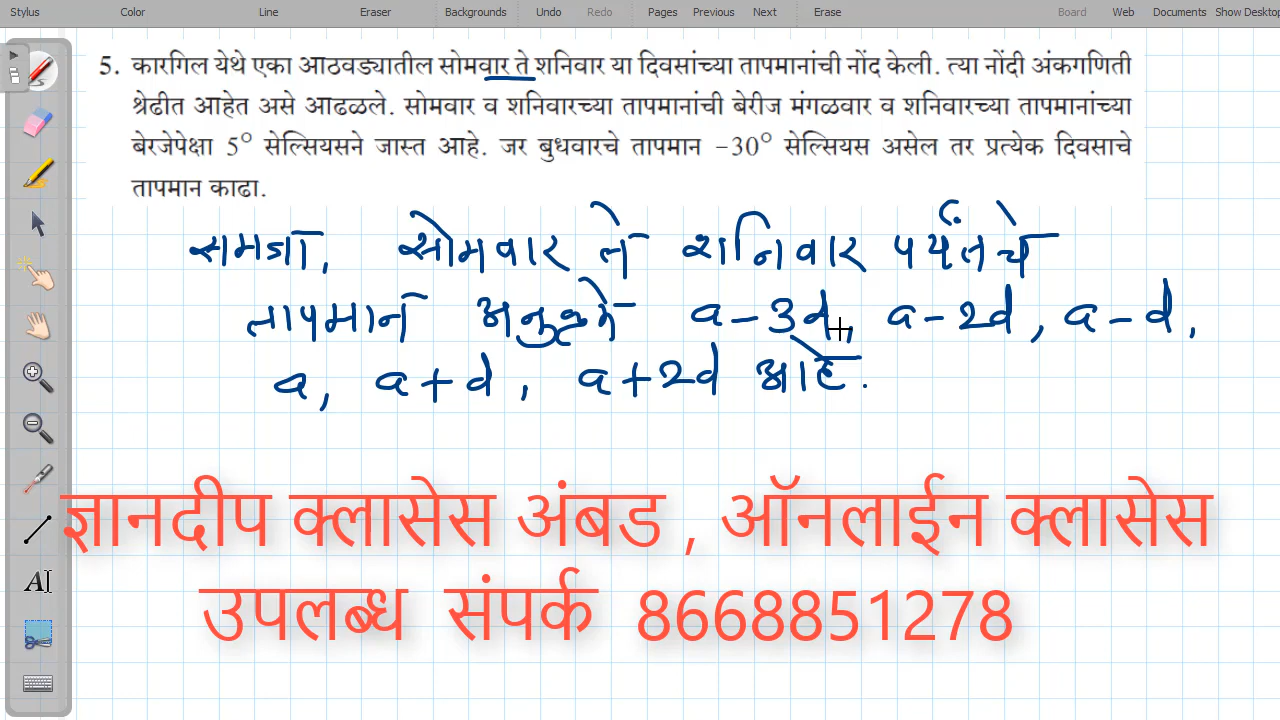 Stylus Color Line Eraser Backgrounds Undo Redo Pages Previous Next Erase Board Web Documents Show Desktop
5. कारगिल येथे एका आठवड्यातील सोमवार ते शनिवार या दिवसांच्या तापमानांची नोंद केली. त्या नोंदी अंकगणिती
श्रेढीत आहेत असे आढळले. सोमवार व शनिवारच्या तापमानांची बेरीज मंगळवार व शनिवारच्या तापमानांच्या
बेरजेपेक्षा 5° सेल्सियसने जास्त आहे. जर बुधवारचे तापमान -30° सेल्सियस असेल तर प्रत्येक दिवसाचे
तापमान काढा.
समजा, सोमवार ते शनिवार पर्यंतचे
तापमान अनुक्रमे a-3d, a-2d, a-d,
a, a+d, a+2d आहे.
ज्ञानदीप क्लासेस अंबड , ऑनलाईन क्लासेस
उपलब्ध संपर्क 8668851278